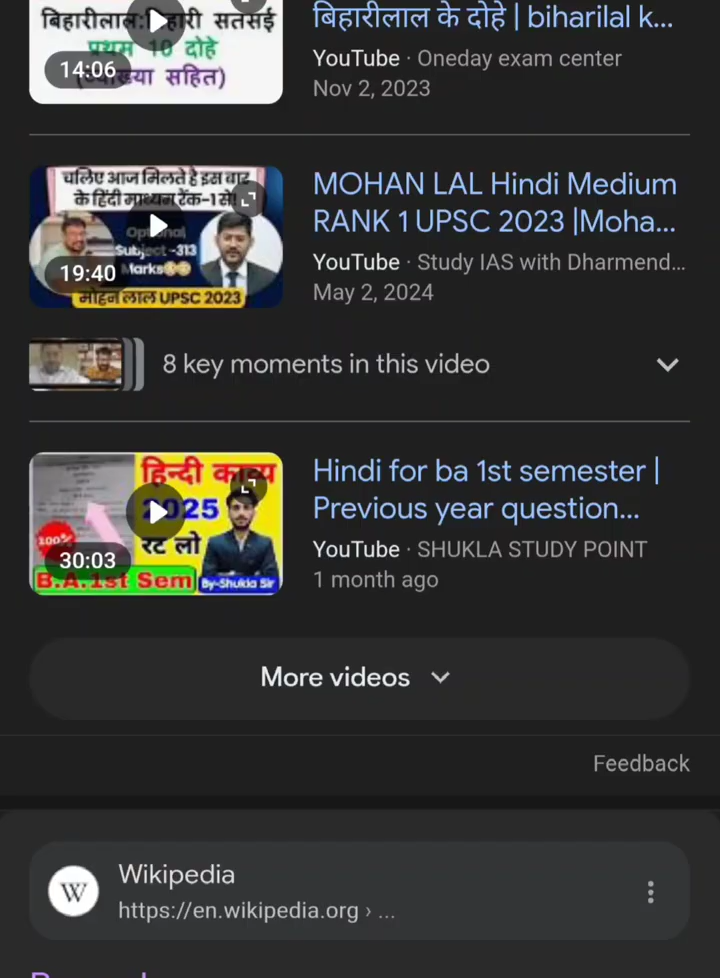 बिहारीलाल:बिहारी सतसई
प्रथम 10 दोहे
(व्याख्या सहित)
14:06
बिहारीलाल के दोहे | biharilal k...
YouTube · Oneday exam center
Nov 2, 2023
चलिए आज मिलते है इस बार
के हिंदी माध्यम रैंक-1 से
Optional
Subject -313
Marks
19:40
मोहन लाल UPSC 2023
MOHAN LAL Hindi Medium
RANK 1 UPSC 2023 |Moha...
YouTube · Study IAS with Dharmend...
May 2, 2024
8 key moments in this video
हिन्दी काव्य
2025
रट लो
100%
30:03
B.A.1st Sem
By-Shukla Sir
Hindi for ba 1st semester |
Previous year question...
YouTube · SHUKLA STUDY POINT
1 month ago
More videos
Feedback
W
Wikipedia
https://en.wikipedia.org › ...